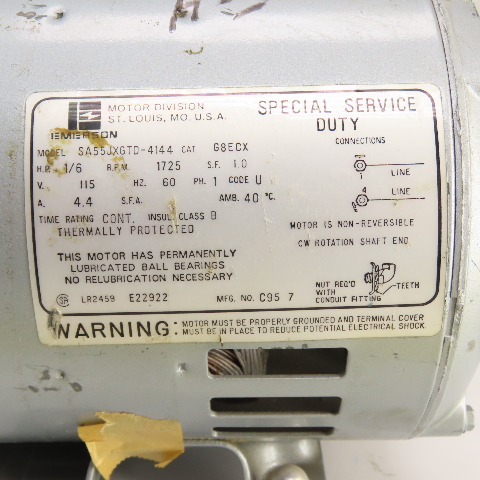 MOTOR DIVISION
ST. LOUIS, MO. U.S.A.
EMERSON
SPECIAL SERVICE
DUTY
MODEL SA55JXGTD-4144 CAT. G8ECX
H.P. 1/6 R.P.M. 1725 S.F. 1.0
V. 115 HZ. 60 PH. 1 CODE U
A. 4.4 S.F.A. AMB. 40 °C.
TIME RATING CONT. INSUL.CLASS B
THERMALLY PROTECTED
THIS MOTOR HAS PERMANENTLY
LUBRICATED BALL BEARINGS
NO RELUBRICATION NECESSARY
LR2459 E22922 MFG. NO. C95 7
CONNECTIONS
1 LINE
4 LINE
MOTOR IS NON-REVERSIBLE
CW ROTATION SHAFT END
NUT REQ'D
WITH
CONDUIT FITTING
TEETH
WARNING: MOTOR MUST BE PROPERLY GROUNDED AND TERMINAL COVER
MUST BE IN PLACE TO REDUCE POTENTIAL ELECTRICAL SHOCK.